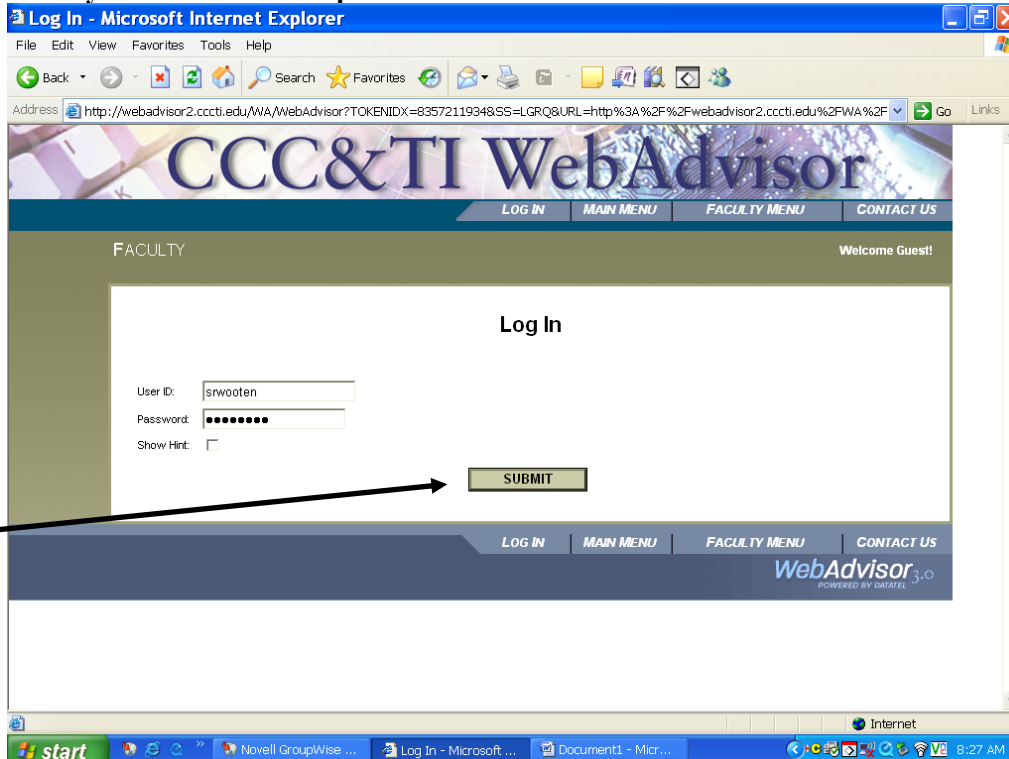 Log In - Microsoft Internet Explorer
File Edit View Favorites Tools Help
Back Search Favorites
Address http://webadvisor2.cccti.edu/WA/WebAdvisor?TOKENIDX=8357211934&SS=LGRQ&URL=http%3A%2F%2Fwebadvisor2.cccti.edu%2FWA%2F Go Links
CCC&TI WebAdvisor
LOG IN MAIN MENU FACULTY MENU CONTACT US
FACULTY Welcome Guest!
Log In
User ID: srwooten
Password:
Show Hint:
SUBMIT
LOG IN MAIN MENU FACULTY MENU CONTACT US
WebAdvisor 3.0
POWERED BY DATATEL
Internet
start Novell GroupWise ... Log In - Microsoft ... Document1 - Micr... V2 8:27 AM